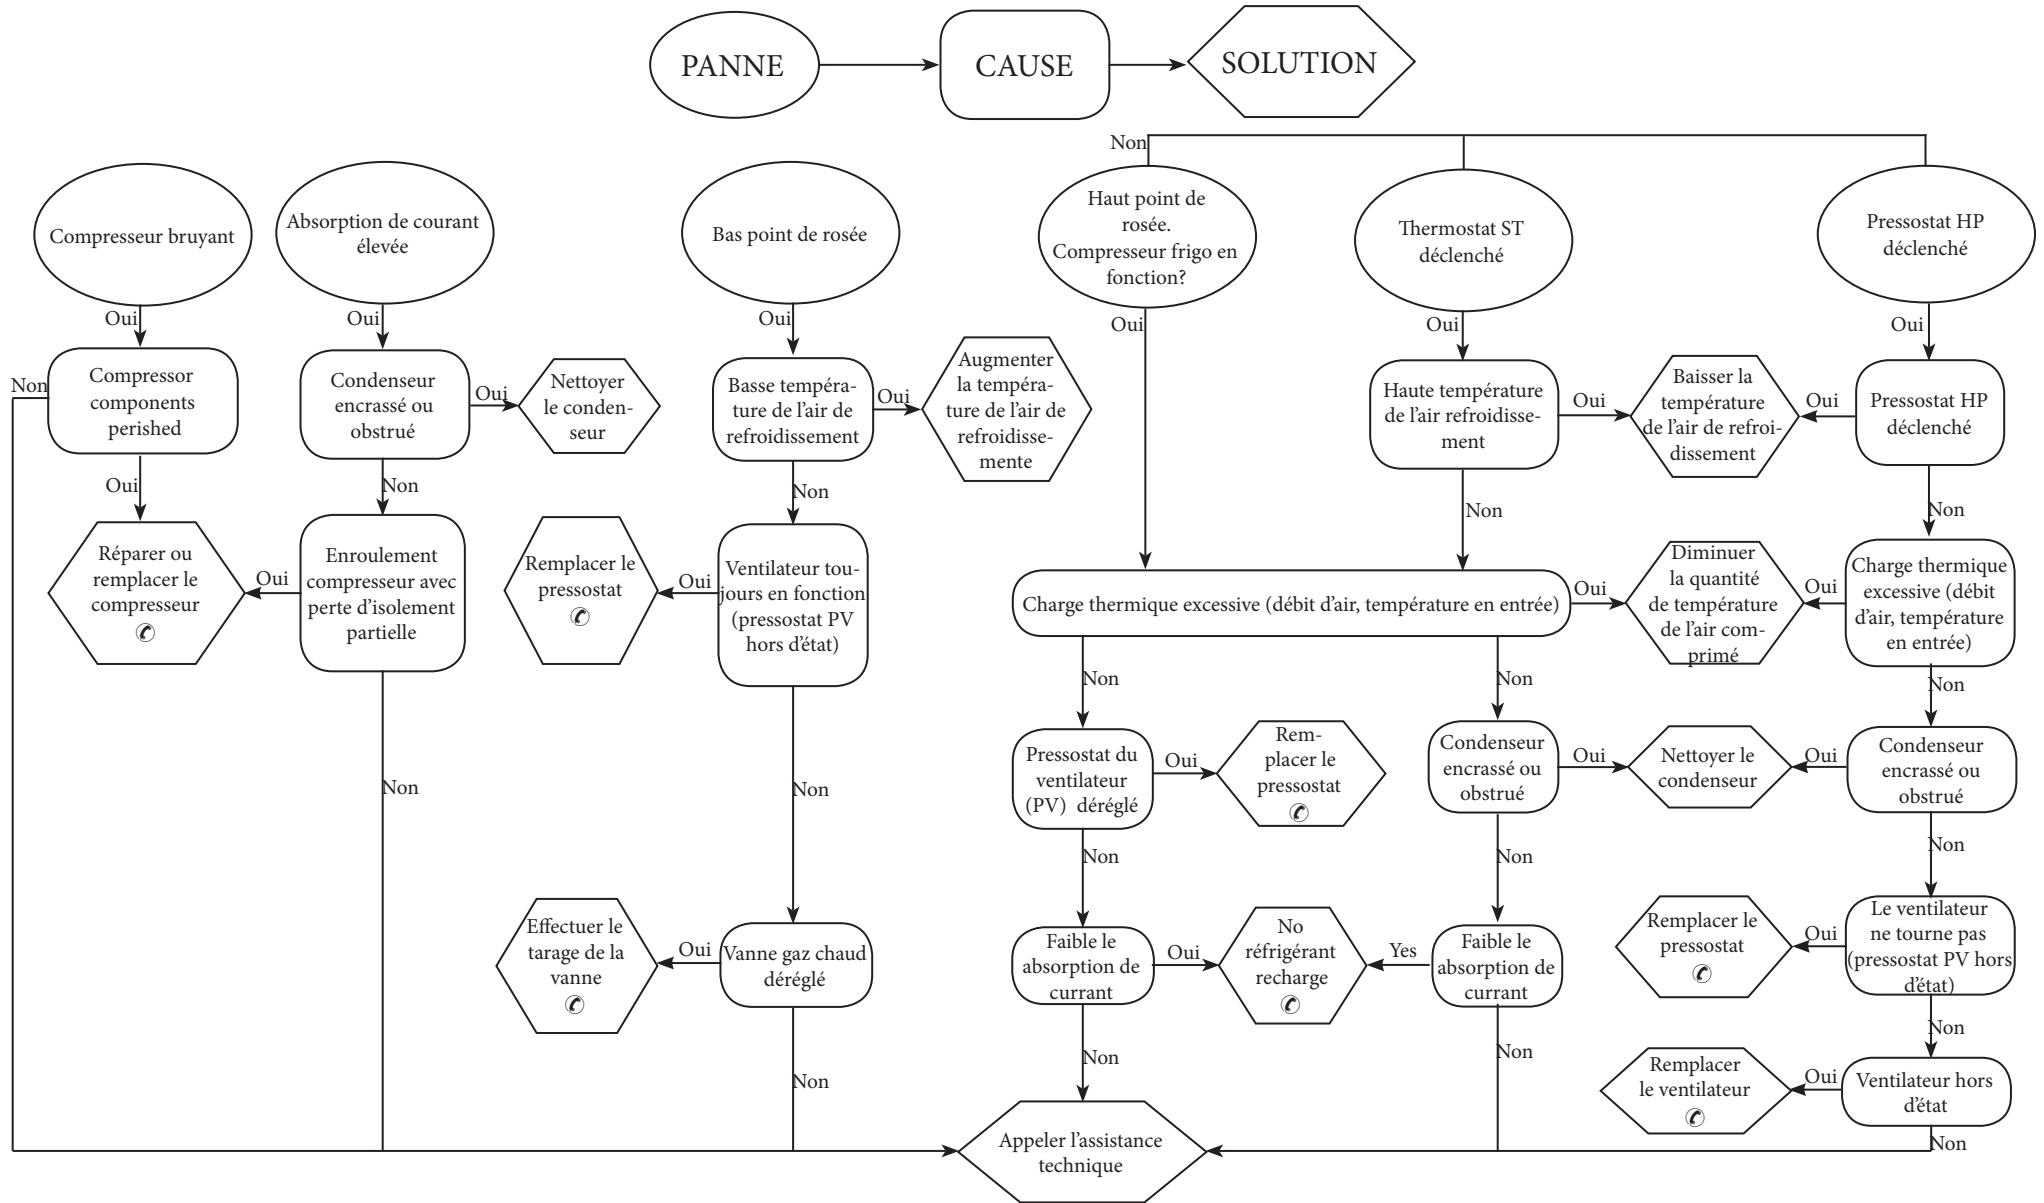 PANNE
CAUSE
SOLUTION
Non
Compresseur bruyant
Absorption de courant
élevée
Bas point de rosée
Haut point de
rosée.
Compresseur frigo en
fonction?
Thermostat ST
déclenché
Pressostat HP
déclenché
Oui
Oui
Oui
Oui
Oui
Oui
Non
Compressor
components
perished
Condenseur
encrassé ou
obstrué
Oui
Nettoyer
le conden-
seur
Basse tempéra-
ture de l'air de
refroidissement
Oui
Augmenter
la tempéra-
ture de l'air de
refroidisse-
mente
Haute température
de l'air refroidisse-
ment
Oui
Baisser la
température
de l'air de refroi-
dissement
Oui
Pressostat HP
déclenché
Oui
Non
Non
Non
Non
Réparer ou
remplacer le
compresseur
Oui
Enroulement
compresseur avec
perte d'isolement
partielle
Remplacer le
pressostat
Oui
Ventilateur tou-
jours en fonction
(pressostat PV
hors d'état)
Charge thermique excessive (débit d'air, température en entrée)
Oui
Diminuer
la quantité
de température
de l'air com-
primé
Oui
Charge thermique
excessive (débit
d'air, température
en entrée)
Non
Non
Non
Non
Non
Pressostat du
ventilateur
(PV) déréglé
Oui
Rem-
placer le
pressostat
Condenseur
encrassé ou
obstrué
Oui
Nettoyer le
condenseur
Oui
Condenseur
encrassé ou
obstrué
Non
Non
Non
Effectuer le
tarage de la
vanne
Oui
Vanne gaz chaud
déréglé
Faible le
absorption de
currant
Oui
No
réfrigérant
recharge
Yes
Faible le
absorption de
currant
Remplacer le
pressostat
Oui
Le ventilateur
ne tourne pas
(pressostat PV hors
d'état)
Non
Non
Non
Non
Remplacer
le ventilateur
Oui
Ventilateur hors
d'état
Non
Appeler l'assistance
technique